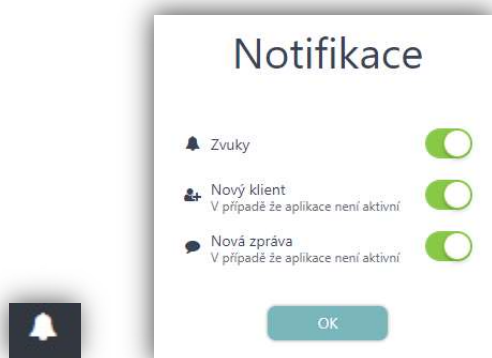 Notifikace
Zvuky
Nový klient
V případě že aplikace není aktivní
Nová zpráva
V případě že aplikace není aktivní
OK